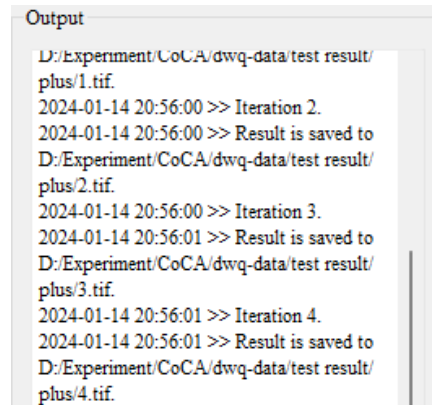 Output
D:/Experiment/CoCA/dwq-data/test result/
plus/1.tif.
2024-01-14 20:56:00 >> Iteration 2.
2024-01-14 20:56:00 >> Result is saved to
D:/Experiment/CoCA/dwq-data/test result/
plus/2.tif.
2024-01-14 20:56:00 >> Iteration 3.
2024-01-14 20:56:01 >> Result is saved to
D:/Experiment/CoCA/dwq-data/test result/
plus/3.tif.
2024-01-14 20:56:01 >> Iteration 4.
2024-01-14 20:56:01 >> Result is saved to
D:/Experiment/CoCA/dwq-data/test result/
plus/4.tif.